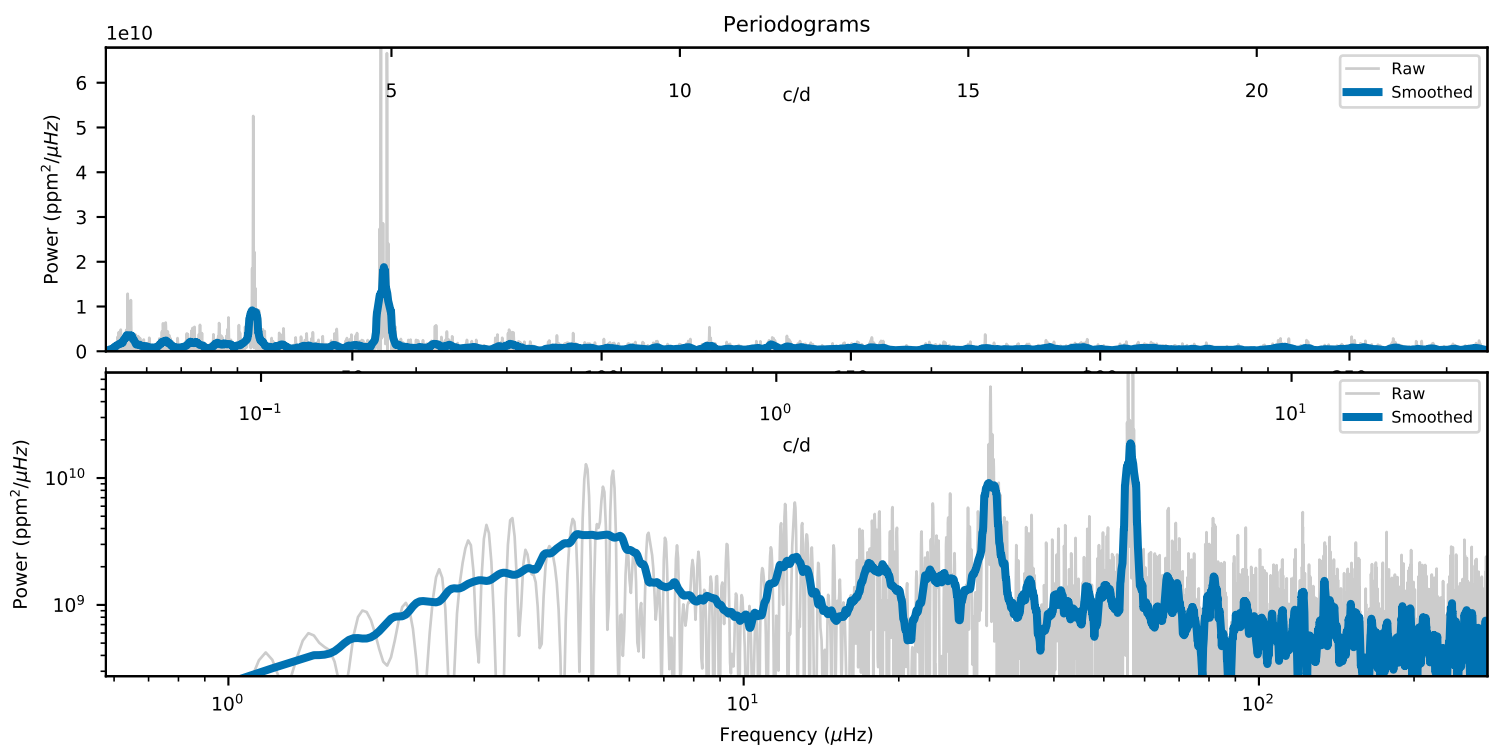 Periodograms
1e10
6
5
4
3
2
1
0
Power (ppm²/μHz)
5
10
c/d
15
20
Raw
Smoothed
10⁻¹
10⁰
10¹
c/d
Raw
Smoothed
10¹⁰
10⁹
Power (ppm²/μHz)
10⁰
10¹
10²
Frequency (μHz)